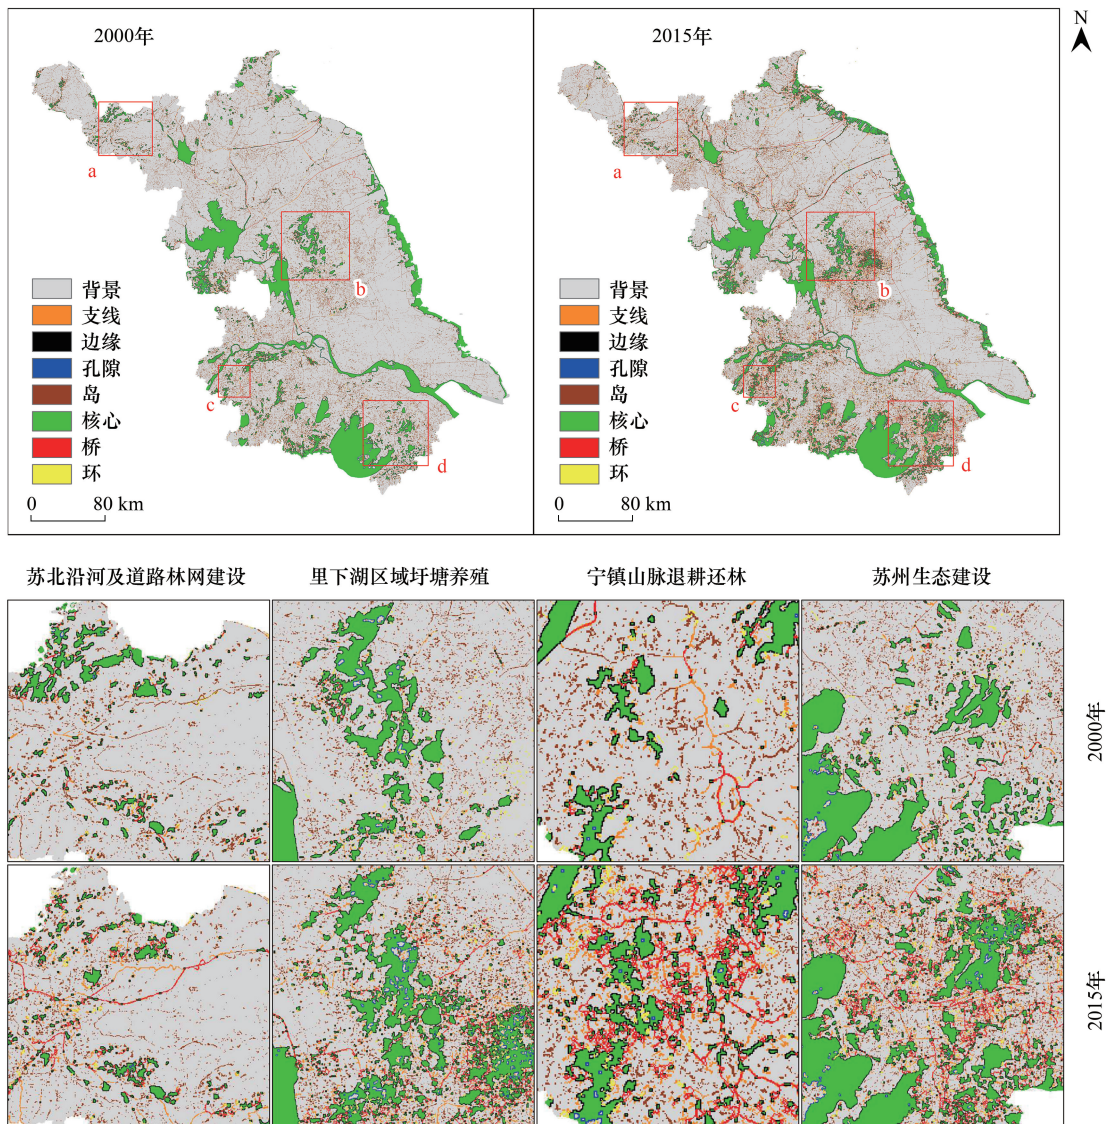 2000年
2015年
N
a
b
c
d
背景
支线
边缘
孔隙
岛
核心
桥
环
0 80 km
a
b
c
d
背景
支线
边缘
孔隙
岛
核心
桥
环
0 80 km
苏北沿河及道路林网建设
里下湖区域圩塘养殖
宁镇山脉退耕还林
苏州生态建设
2000年
2015年